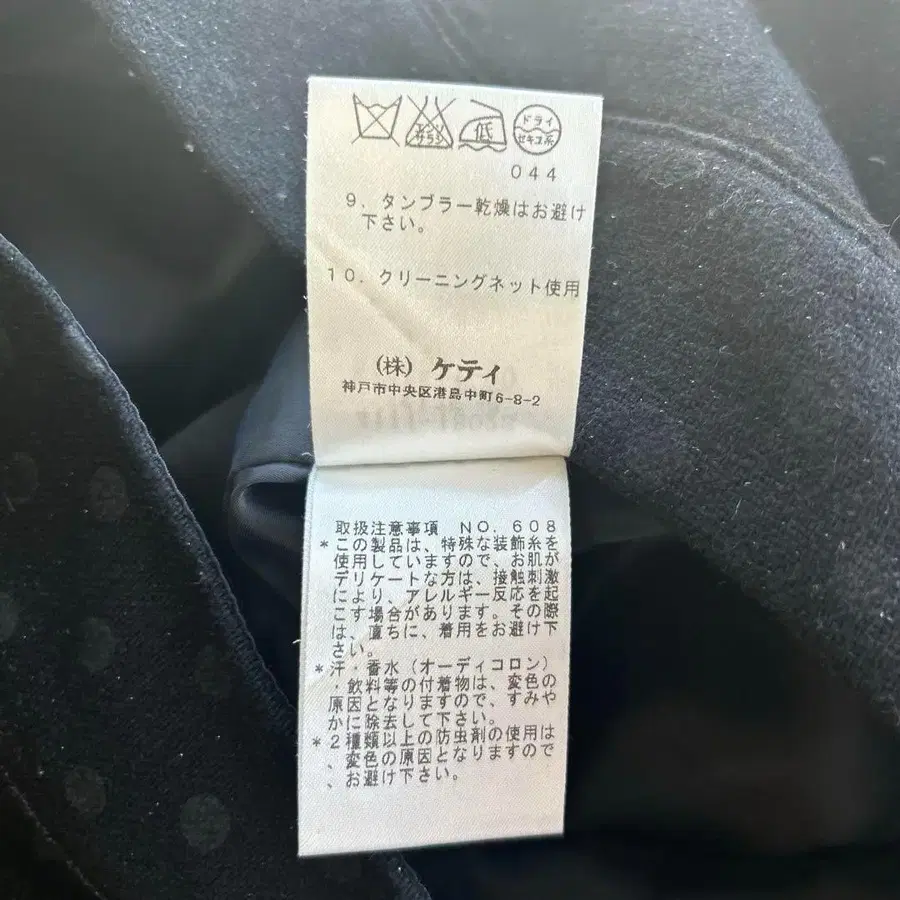 エンソ
サラシ
低
ドライ
セキユ系
044
9. タンブラー乾燥はお避け
下さい。
10. クリーニングネット使用
(株) ケティ
神戸市中央区港島中町6-8-2
取扱注意事項 NO. 608
*この製品は、特殊な装飾糸を
使用していますので、お肌が
デリケートな方は、接触刺激
により、アレルギー反応を起
こす場合があります。その際
は、直ちに、着用をお避け下
さい。
*汗・香水（オーディコロン）
・飲料等の付着物は、変色の
原因となりますので、すみや
かに除去して下さい。
*2種類以上の防虫剤の使用は
、変色の原因となりますので
、お避け下さい。